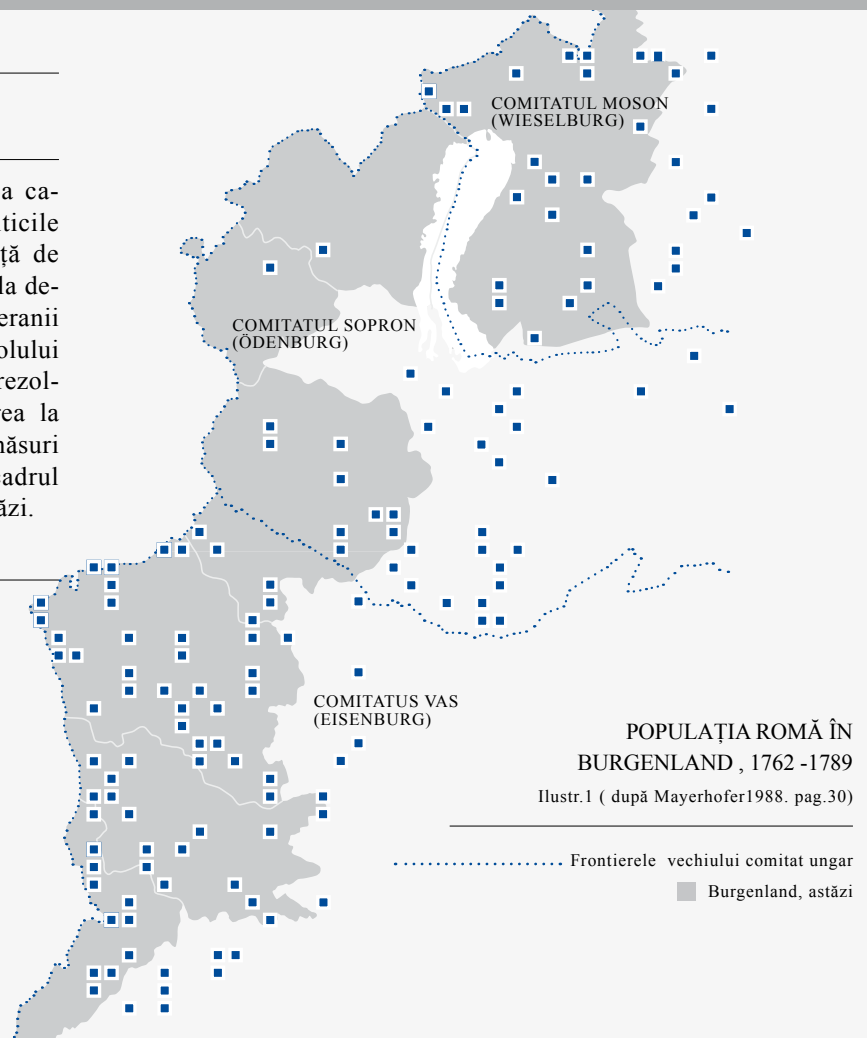 a ca-
ticile
ță de
la de-
eranii
olului
rezol-
ea la
năsuri
cadrul
ăzi.
COMITATUL MOSON
(WIESELBURG)
COMITATUL SOPRON
(ÖDENBURG)
COMITATUS VAS
(EISENBURG)
POPULAȚIA ROMĂ ÎN
BURGENLAND , 1762 -1789
Ilustr.1 ( după Mayerhofer1988. pag.30)
Frontierele vechiului comitat ungar
Burgenland, astăzi